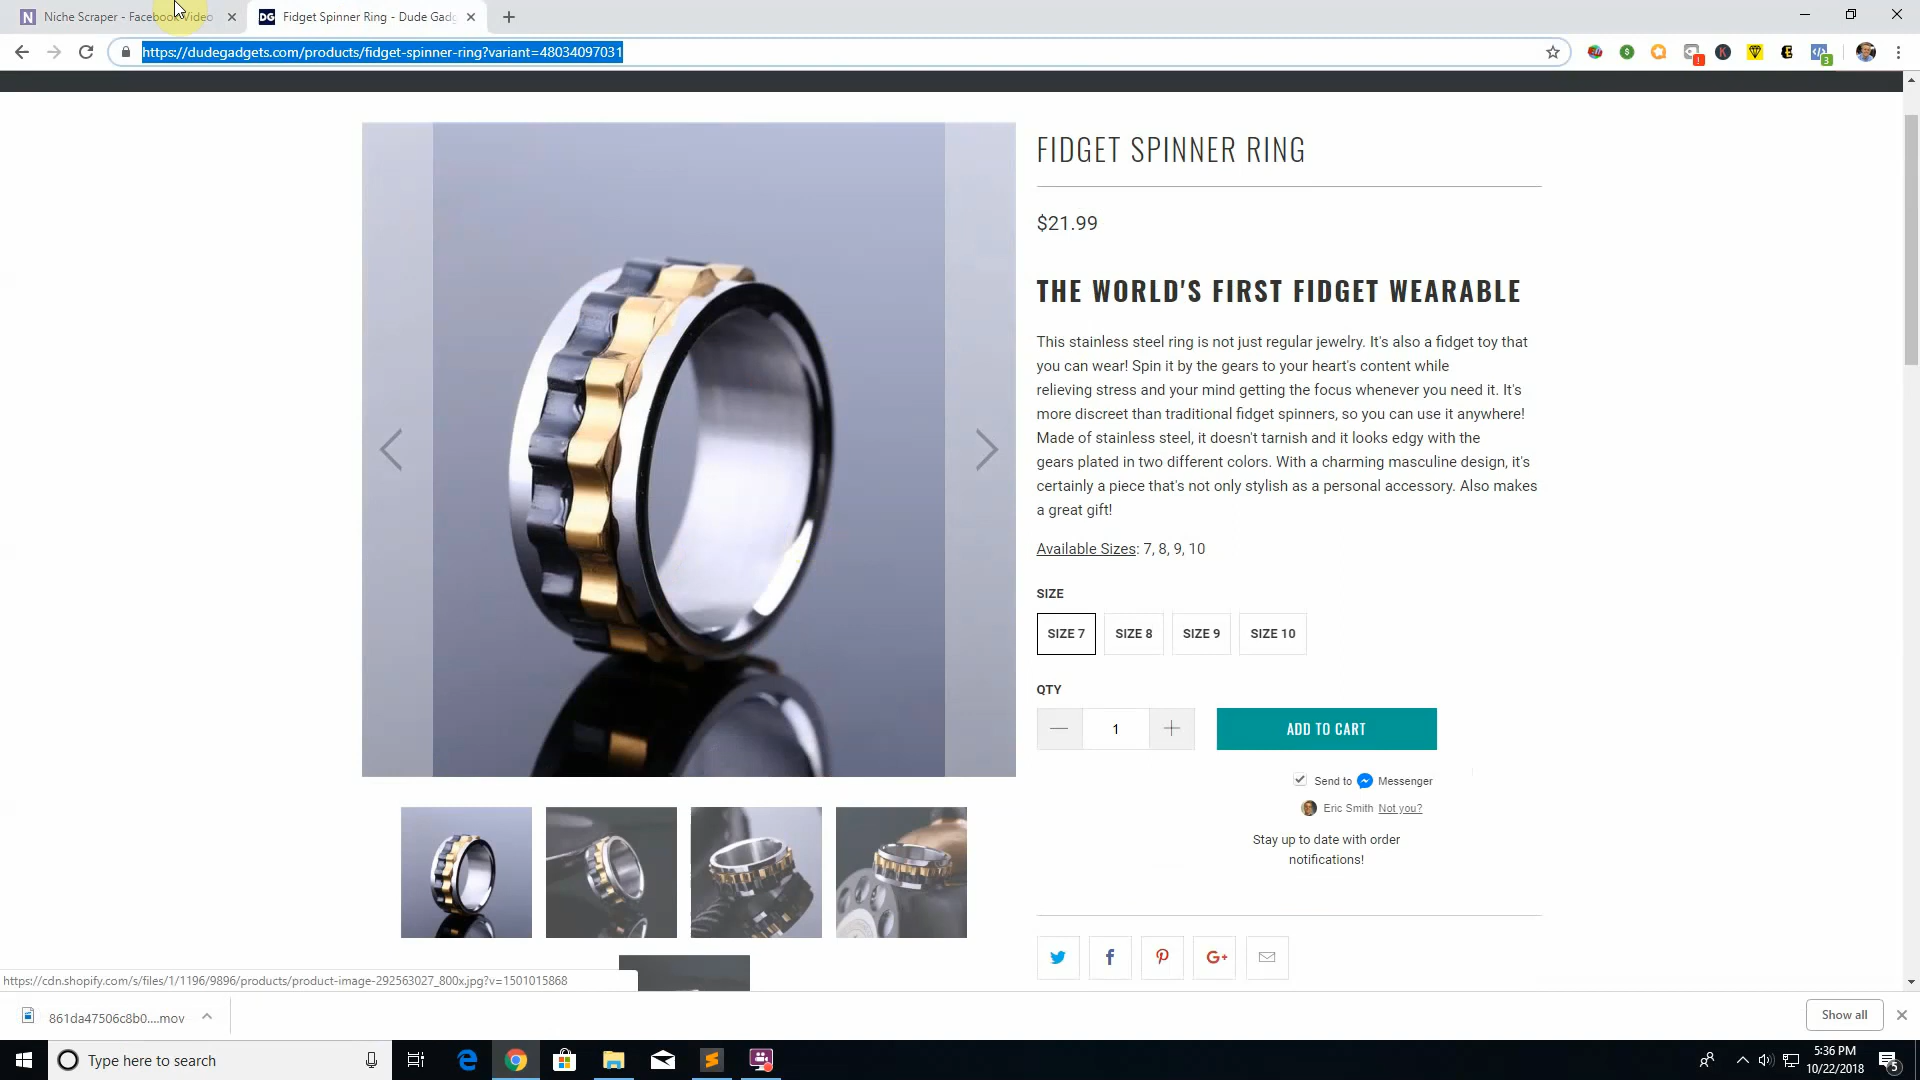 Niche Scraper - Facebook Video
DG Fidget Spinner Ring - Dude Gadg
https://dudegadgets.com/products/fidget-spinner-ring?variant=48034097031
FIDGET SPINNER RING
$21.99
THE WORLD'S FIRST FIDGET WEARABLE
This stainless steel ring is not just regular jewelry. It's also a fidget toy that
you can wear! Spin it by the gears to your heart's content while
relieving stress and your mind getting the focus whenever you need it. It's
more discreet than traditional fidget spinners, so you can use it anywhere!
Made of stainless steel, it doesn't tarnish and it looks edgy with the
gears plated in two different colors. With a charming masculine design, it's
certainly a piece that's not only stylish as a personal accessory. Also makes
a great gift!
Available Sizes: 7, 8, 9, 10
SIZE
SIZE 7 SIZE 8 SIZE 9 SIZE 10
QTY
1 ADD TO CART
Send to Messenger
Eric Smith Not you?
Stay up to date with order
notifications!
https://cdn.shopify.com/s/files/1/1196/9896/products/product-image-292563027_800x.jpg?v=1501015868
861da47506c8b0....mov
Show all
Type here to search
5:36 PM
10/22/2018
5